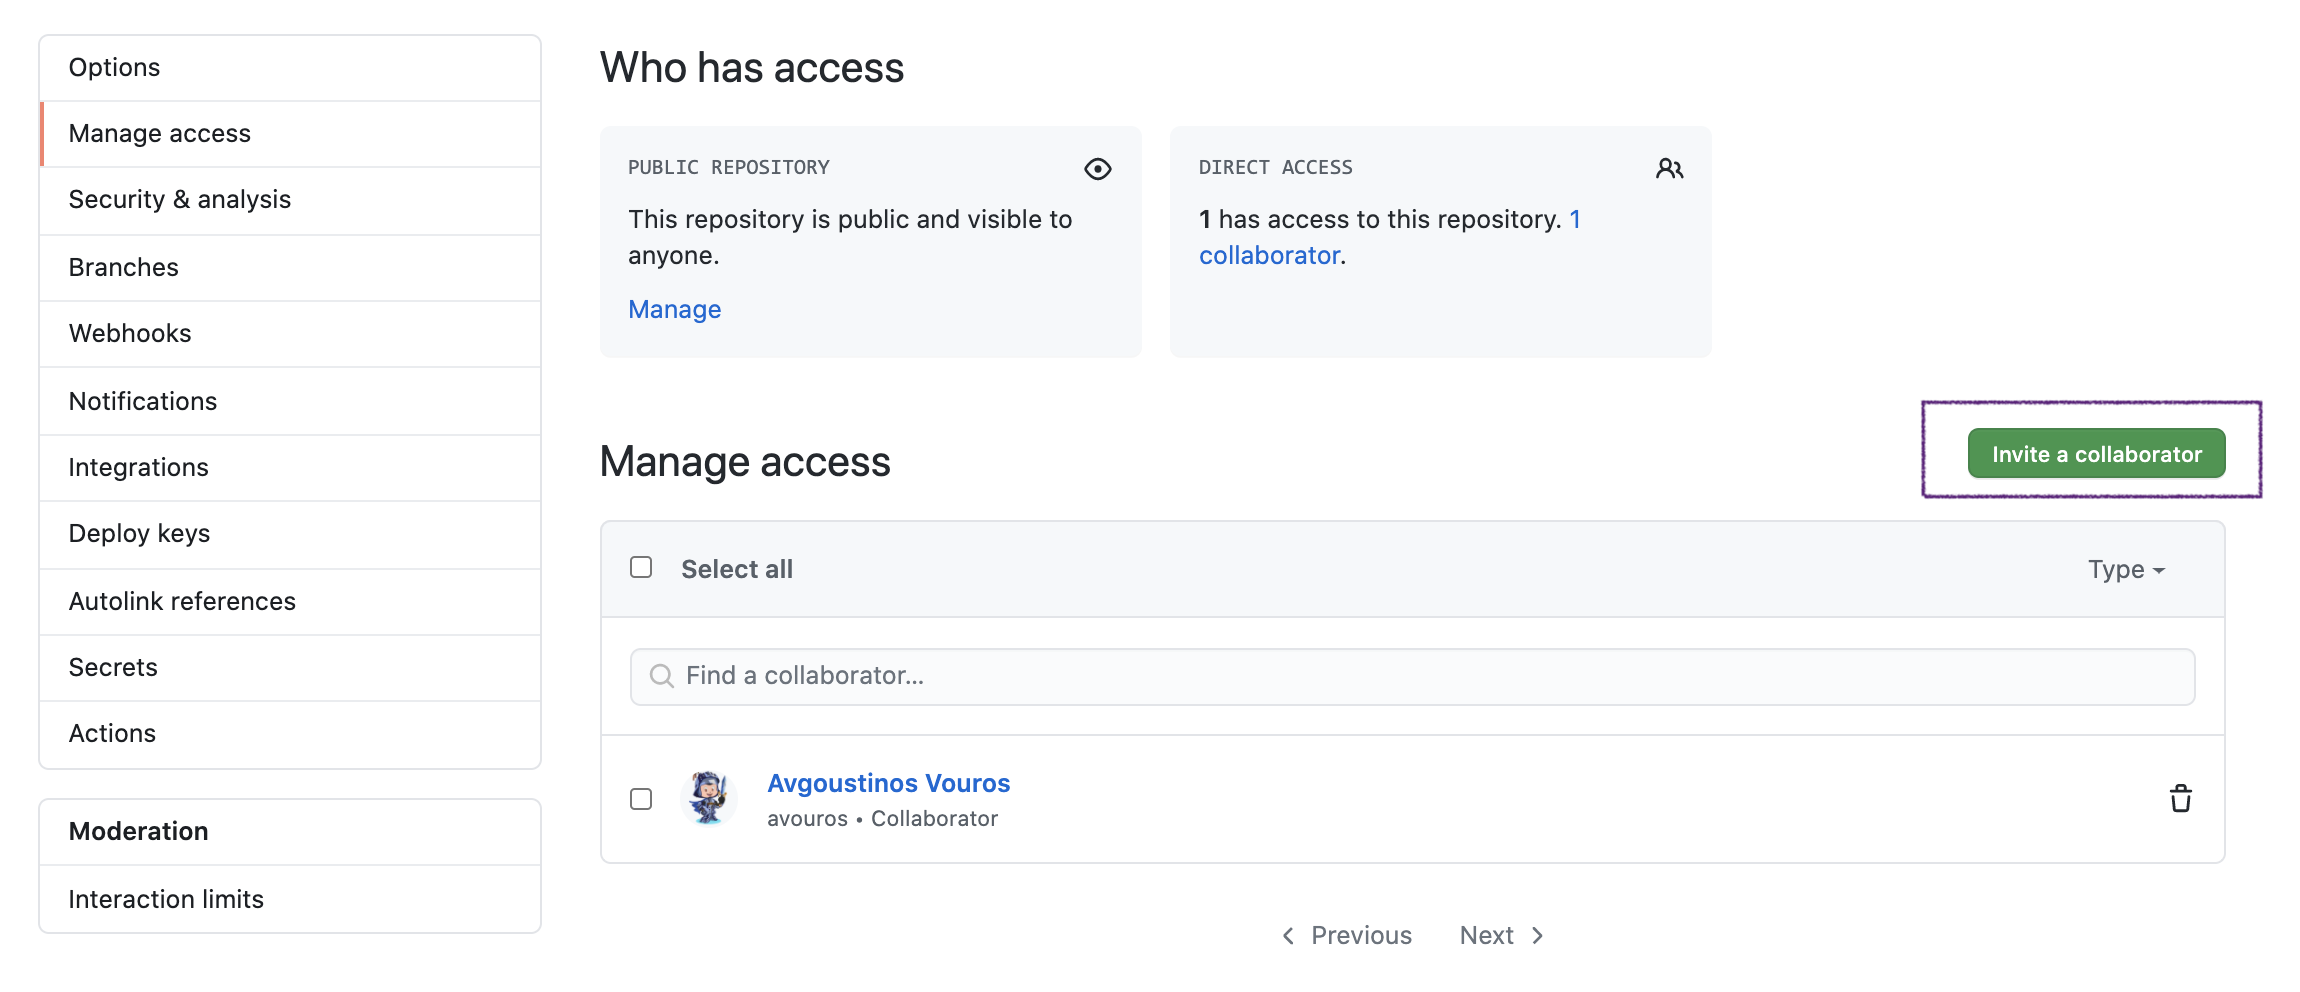 Options
Manage access
Security & analysis
Branches
Webhooks
Notifications
Integrations
Deploy keys
Autolink references
Secrets
Actions
Moderation
Interaction limits
Who has access
PUBLIC REPOSITORY
This repository is public and visible to
anyone.
Manage
DIRECT ACCESS
1 has access to this repository. 1
collaborator.
Manage access
Invite a collaborator
Select all
Type
Find a collaborator...
Avgoustinos Vouros
avouros • Collaborator
Previous
Next